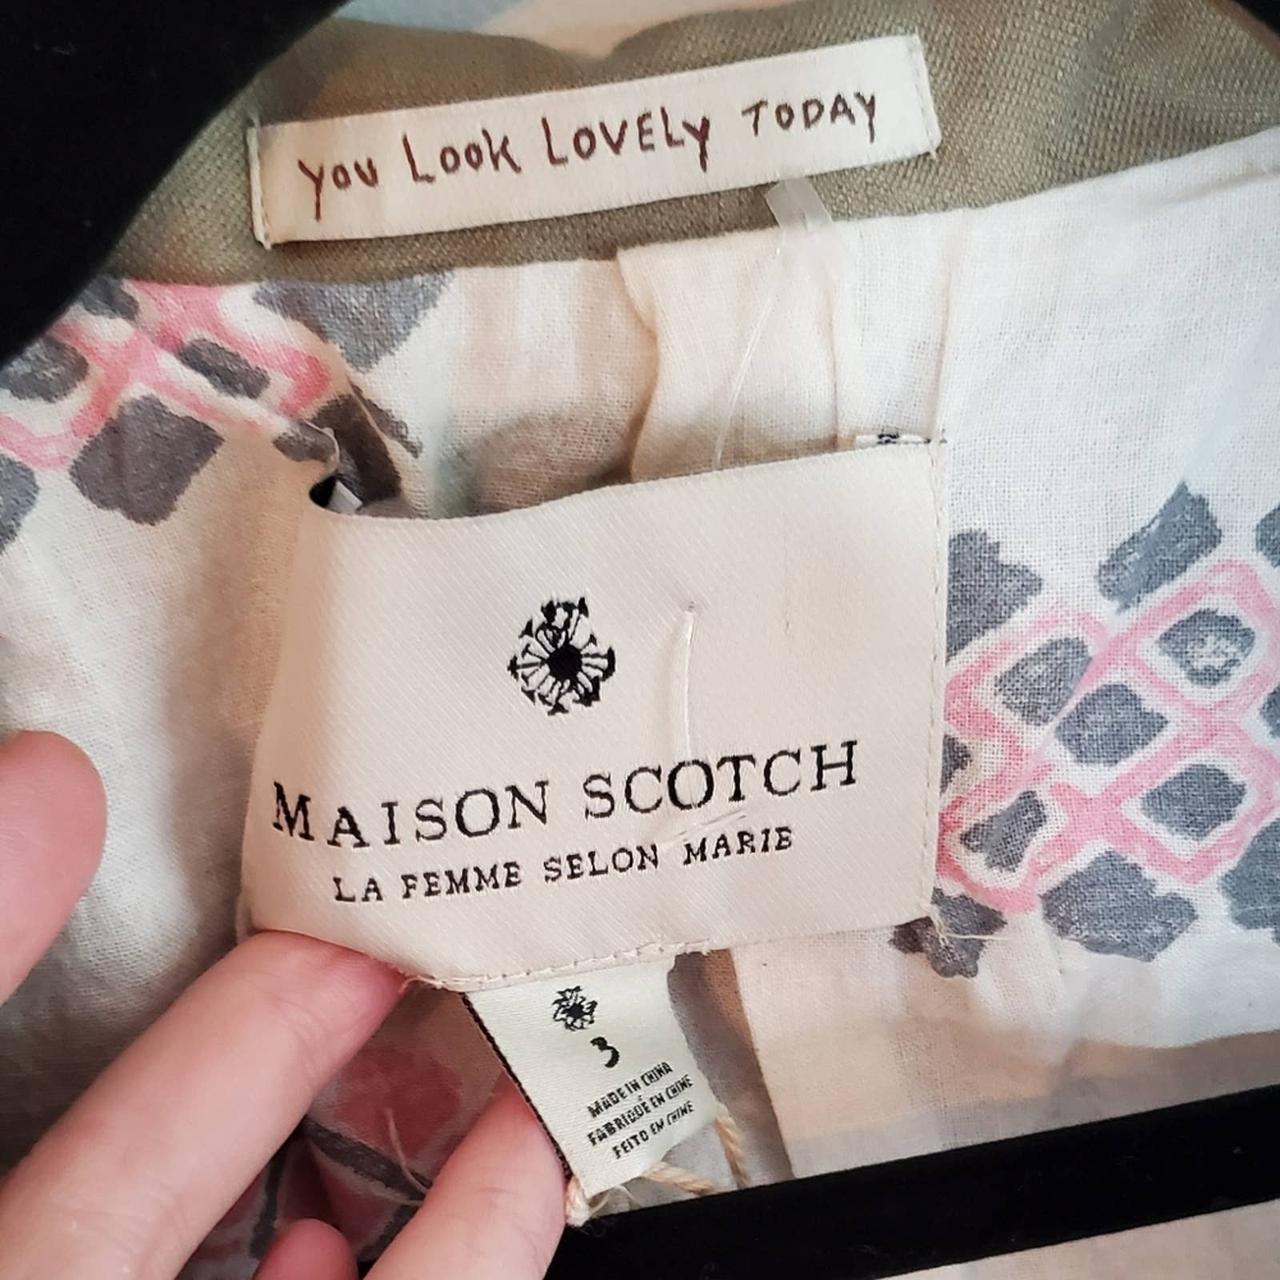 you Look LOVELy TODAY
MAISON SCOTCH
LA FEMME SELON MARIE
3
MADE IN CHINA
FABRIQUÉ EN CHINE
FEITO EM CHINE